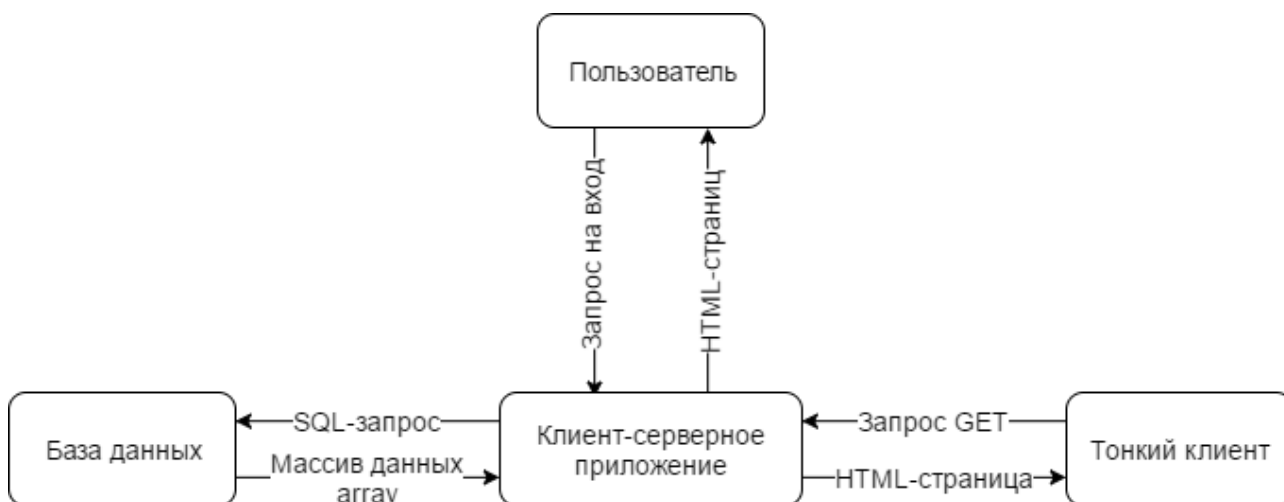 Пользователь
Запрос на вход
HTML-страниц
База данных
SQL-запрос
Массив данных
array
Клиент-серверное
приложение
Запрос GET
HTML-страница
Тонкий клиент